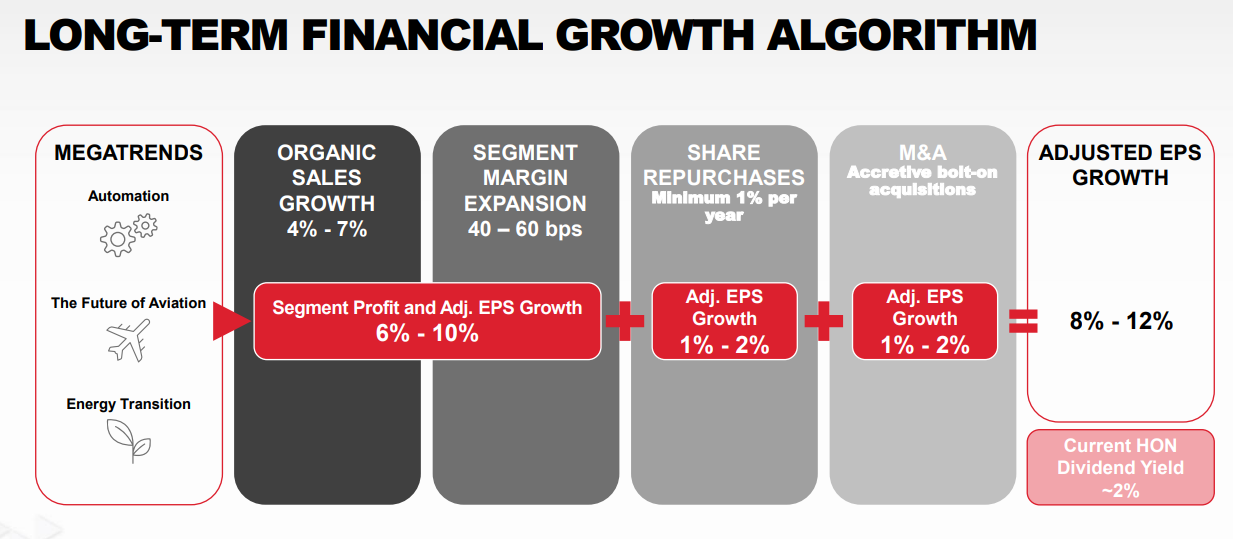 LONG-TERM FINANCIAL GROWTH ALGORITHM
MEGATRENDS
Automation
The Future of Aviation
Energy Transition
ORGANIC
SALES
GROWTH
4% - 7%
SEGMENT
MARGIN
EXPANSION
40 – 60 bps
Segment Profit and Adj. EPS Growth
6% - 10%
SHARE
REPURCHASES
Minimum 1% per
year
Adj. EPS
Growth
1% - 2%
M&A
Accretive bolt-on
acquisitions
Adj. EPS
Growth
1% - 2%
ADJUSTED EPS
GROWTH
8% - 12%
Current HON
Dividend Yield
~2%